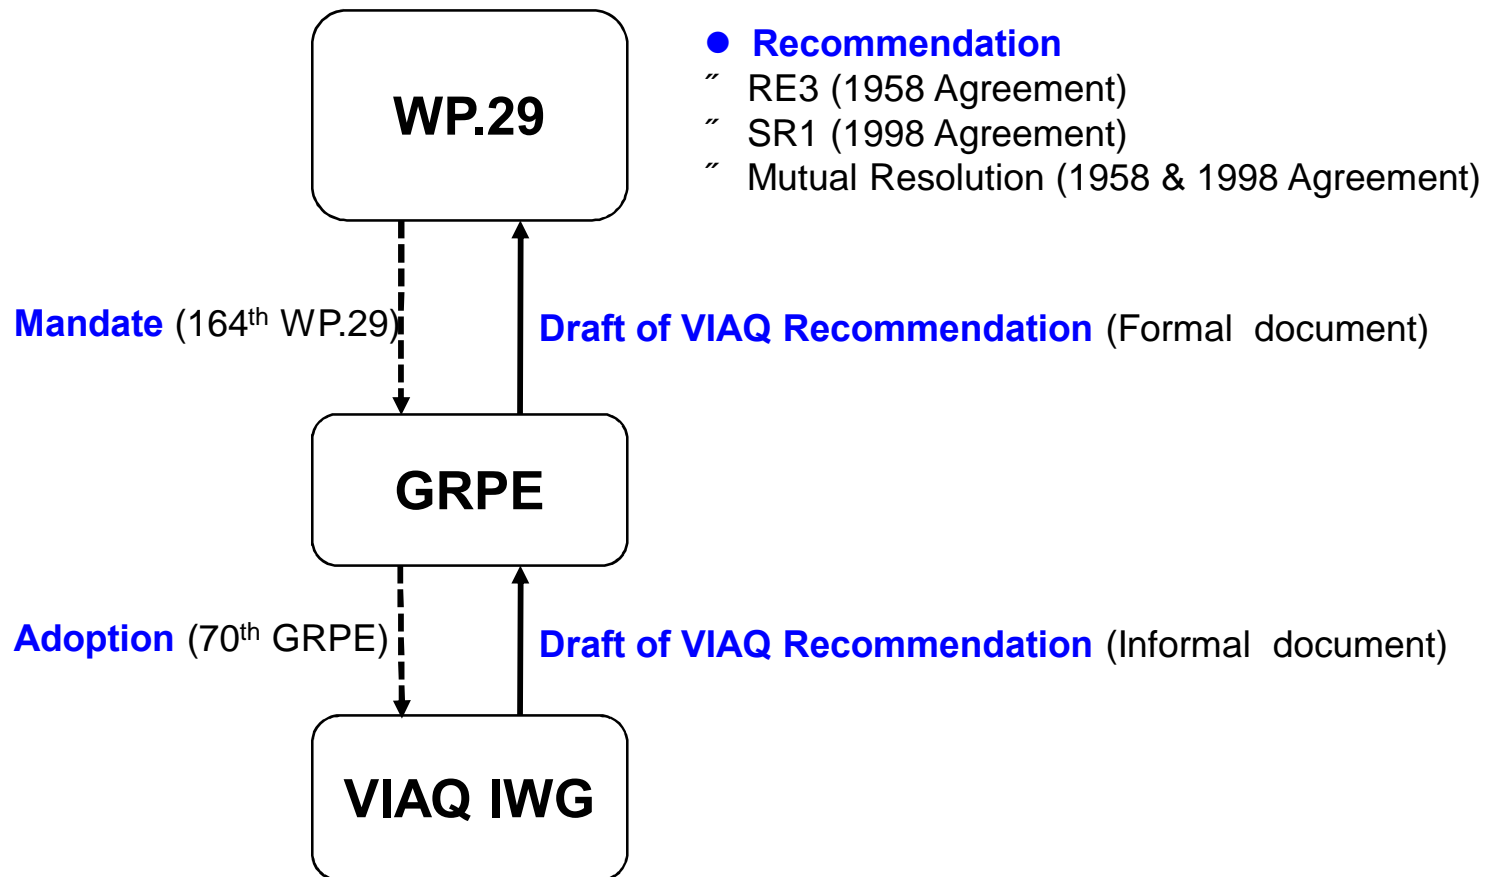 WP.29
● Recommendation
˝ RE3 (1958 Agreement)
˝ SR1 (1998 Agreement)
˝ Mutual Resolution (1958 & 1998 Agreement)
Mandate (164th WP.29)
Draft of VIAQ Recommendation (Formal document)
GRPE
Adoption (70th GRPE)
Draft of VIAQ Recommendation (Informal document)
VIAQ IWG